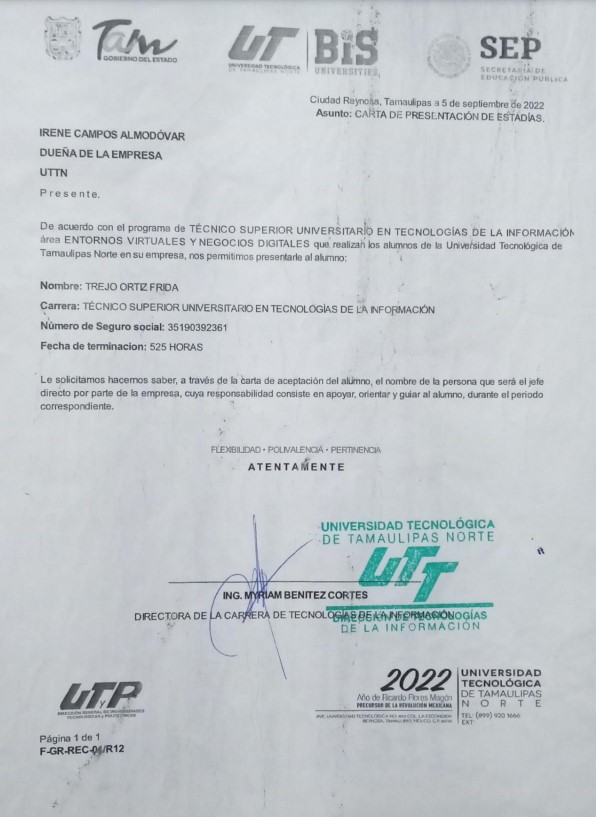 Tam
GOBIERNO DEL ESTADO
UTT
UNIVERSIDAD TECNOLÓGICA
DE TAMAULIPAS NORTE
BIS
UNIVERSITIES
SEP
SECRETARÍA DE
EDUCACIÓN PÚBLICA
Ciudad Reynosa, Tamaulipas a 5 de septiembre de 2022
Asunto: CARTA DE PRESENTACIÓN DE ESTADÍAS.
IRENE CAMPOS ALMODÓVAR
DUEÑA DE LA EMPRESA
UTTN
Presente.
De acuerdo con el programa de TÉCNICO SUPERIOR UNIVERSITARIO EN TECNOLOGÍAS DE LA INFORMACIÓN
área ENTORNOS VIRTUALES Y NEGOCIOS DIGITALES que realizan los alumnos de la Universidad Tecnológica de
Tamaulipas Norte en su empresa, nos permitimos presentarle al alumno:
Nombre: TREJO ORTIZ FRIDA
Carrera: TÉCNICO SUPERIOR UNIVERSITARIO EN TECNOLOGÍAS DE LA INFORMACIÓN
Número de Seguro social: 35190392361
Fecha de terminacion: 525 HORAS
Le solicitamos hacernos saber, a través de la carta de aceptación del alumno, el nombre de la persona que será el jefe
directo por parte de la empresa, cuya responsabilidad consiste en apoyar, orientar y guiar al alumno, durante el periodo
correspondiente.
FLEXIBILIDAD • POLIVALENCIA • PERTINENCIA
ATENTAMENTE
UNIVERSIDAD TECNOLÓGICA
DE TAMAULIPAS NORTE
UTT
ING. MYRIAM BENITEZ CORTES
DIRECTORA DE LA CARRERA DE TECNOLOGÍAS DE LA INFORMACIÓN
DIRECCIÓN DE TECNOLOGÍAS
DE LA INFORMACIÓN
UTP
DIRECCIÓN GENERAL DE UNIVERSIDADES
TECNOLÓGICAS Y POLITÉCNICAS
2022
Año de Ricardo Flores Magón
PRECURSOR DE LA REVOLUCIÓN MEXICANA
UNIVERSIDAD
TECNOLÓGICA
DE TAMAULIPAS
NORTE
TEL: (899) 920 1666
EXT
Página 1 de 1
F-GR-REC-01/R12